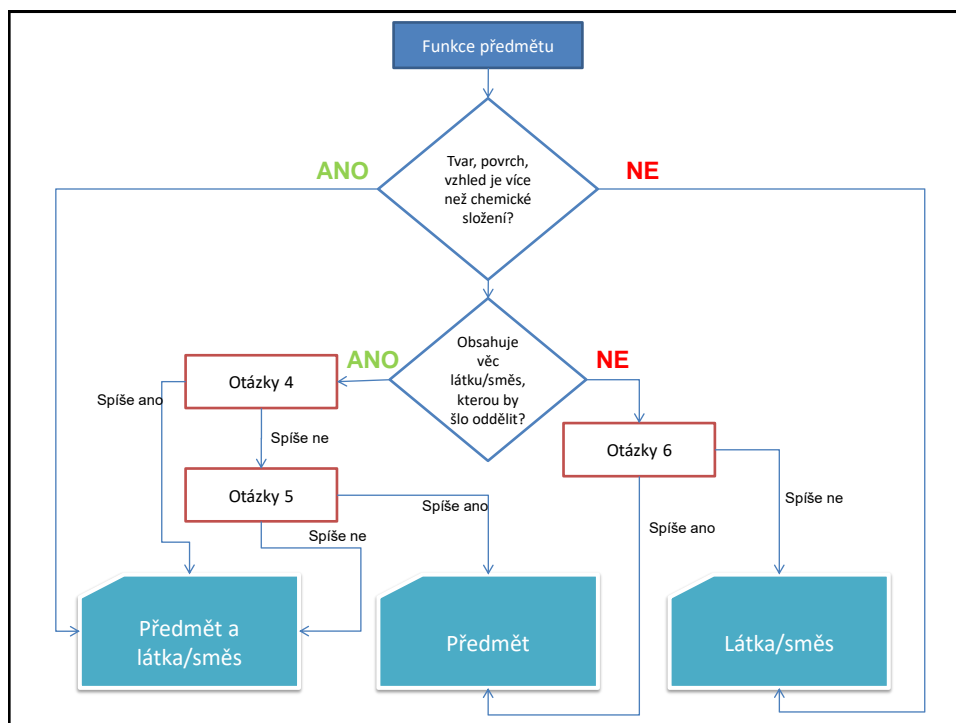 Funkce předmětu
Tvar, povrch,
vzhled je více
než chemické
složení?
ANO
NE
Obsahuje
věc
látku/směs,
kterou by
šlo oddělit?
ANO
NE
Otázky 4
Spíše ano
Spíše ne
Otázky 6
Otázky 5
Spíše ano
Spíše ne
Spíše ano
Spíše ne
Předmět a
látka/směs
Předmět
Látka/směs